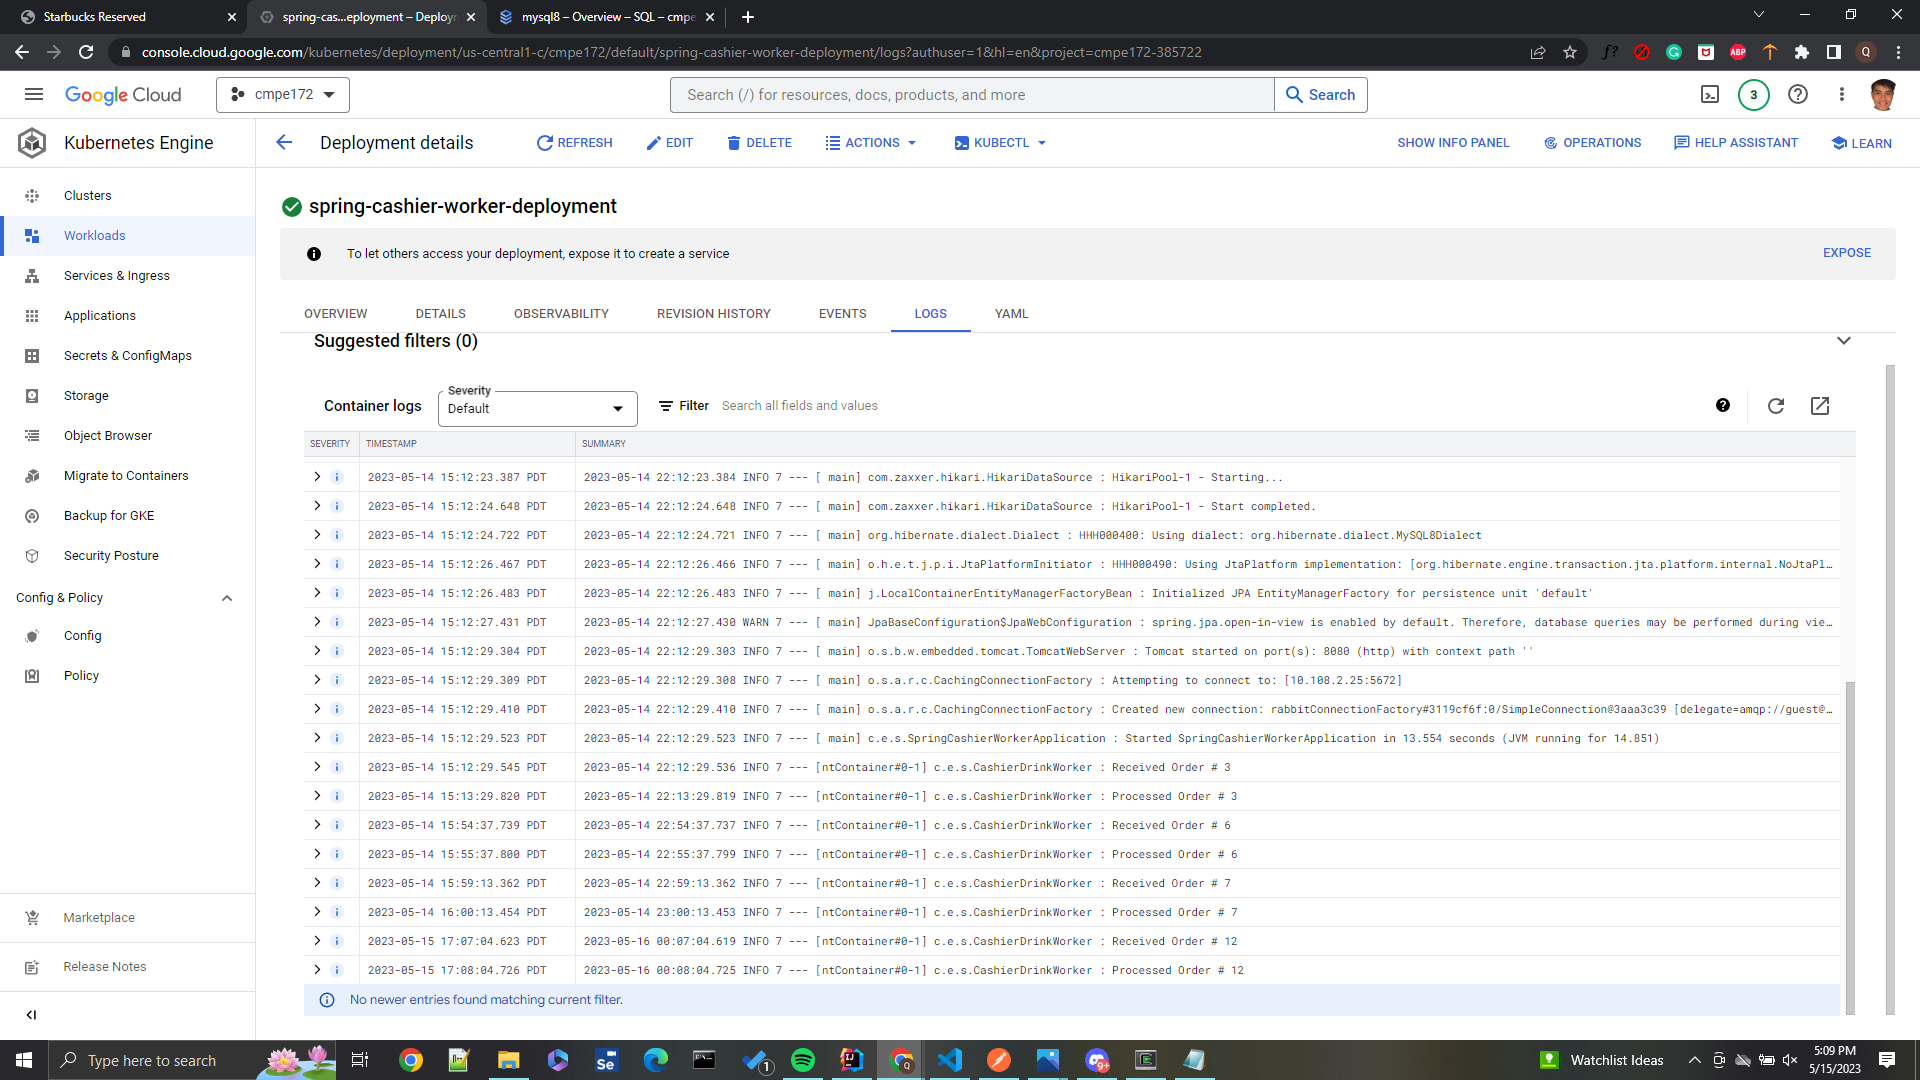 Starbucks Reserved
spring-cas...eployment – Deploym
mysql8 – Overview – SQL – cmpe
console.cloud.google.com/kubernetes/deployment/us-central1-c/cmpe172/default/spring-cashier-worker-deployment/logs?authuser=1&hl=en&project=cmpe172-385722
f?
ABP
Q
Google Cloud
cmpe172
Search (/) for resources, docs, products, and more
Search
3
Kubernetes Engine
Deployment details
REFRESH
EDIT
DELETE
ACTIONS
KUBECTL
SHOW INFO PANEL
OPERATIONS
HELP ASSISTANT
LEARN
Clusters
Workloads
Services & Ingress
Applications
Secrets & ConfigMaps
Storage
Object Browser
Migrate to Containers
Backup for GKE
Security Posture
Config & Policy
Config
Policy
Marketplace
Release Notes
spring-cashier-worker-deployment
To let others access your deployment, expose it to create a service
EXPOSE
OVERVIEW
DETAILS
OBSERVABILITY
REVISION HISTORY
EVENTS
LOGS
YAML
Suggested filters (0)
Container logs
Severity
Default
Filter
Search all fields and values
SEVERITY TIMESTAMP SUMMARY
2023-05-14 15:12:23.387 PDT 2023-05-14 22:12:23.384 INFO 7 --- [ main] com.zaxxer.hikari.HikariDataSource : HikariPool-1 - Starting...
2023-05-14 15:12:24.648 PDT 2023-05-14 22:12:24.648 INFO 7 --- [ main] com.zaxxer.hikari.HikariDataSource : HikariPool-1 - Start completed.
2023-05-14 15:12:24.722 PDT 2023-05-14 22:12:24.721 INFO 7 --- [ main] org.hibernate.dialect.Dialect : HHH000400: Using dialect: org.hibernate.dialect.MySQL8Dialect
2023-05-14 15:12:26.467 PDT 2023-05-14 22:12:26.466 INFO 7 --- [ main] o.h.e.t.j.p.i.JtaPlatformInitiator : HHH000490: Using JtaPlatform implementation: [org.hibernate.engine.transaction.jta.platform.internal.NoJtaPl…
2023-05-14 15:12:26.483 PDT 2023-05-14 22:12:26.483 INFO 7 --- [ main] j.LocalContainerEntityManagerFactoryBean : Initialized JPA EntityManagerFactory for persistence unit 'default'
2023-05-14 15:12:27.431 PDT 2023-05-14 22:12:27.430 WARN 7 --- [ main] JpaBaseConfiguration$JpaWebConfiguration : spring.jpa.open-in-view is enabled by default. Therefore, database queries may be performed during vie…
2023-05-14 15:12:29.304 PDT 2023-05-14 22:12:29.303 INFO 7 --- [ main] o.s.b.w.embedded.tomcat.TomcatWebServer : Tomcat started on port(s): 8080 (http) with context path ''
2023-05-14 15:12:29.309 PDT 2023-05-14 22:12:29.308 INFO 7 --- [ main] o.s.a.r.c.CachingConnectionFactory : Attempting to connect to: [10.108.2.25:5672]
2023-05-14 15:12:29.410 PDT 2023-05-14 22:12:29.410 INFO 7 --- [ main] o.s.a.r.c.CachingConnectionFactory : Created new connection: rabbitConnectionFactory#3119cf6f:0/SimpleConnection@3aaa3c39 [delegate=amqp://guest@…
2023-05-14 15:12:29.523 PDT 2023-05-14 22:12:29.523 INFO 7 --- [ main] c.e.s.SpringCashierWorkerApplication : Started SpringCashierWorkerApplication in 13.554 seconds (JVM running for 14.851)
2023-05-14 15:12:29.545 PDT 2023-05-14 22:12:29.536 INFO 7 --- [ntContainer#0-1] c.e.s.CashierDrinkWorker : Received Order # 3
2023-05-14 15:13:29.820 PDT 2023-05-14 22:13:29.819 INFO 7 --- [ntContainer#0-1] c.e.s.CashierDrinkWorker : Processed Order # 3
2023-05-14 15:54:37.739 PDT 2023-05-14 22:54:37.737 INFO 7 --- [ntContainer#0-1] c.e.s.CashierDrinkWorker : Received Order # 6
2023-05-14 15:55:37.800 PDT 2023-05-14 22:55:37.799 INFO 7 --- [ntContainer#0-1] c.e.s.CashierDrinkWorker : Processed Order # 6
2023-05-14 15:59:13.362 PDT 2023-05-14 22:59:13.362 INFO 7 --- [ntContainer#0-1] c.e.s.CashierDrinkWorker : Received Order # 7
2023-05-14 16:00:13.454 PDT 2023-05-14 23:00:13.453 INFO 7 --- [ntContainer#0-1] c.e.s.CashierDrinkWorker : Processed Order # 7
2023-05-15 17:07:04.623 PDT 2023-05-16 00:07:04.619 INFO 7 --- [ntContainer#0-1] c.e.s.CashierDrinkWorker : Received Order # 12
2023-05-15 17:08:04.726 PDT 2023-05-16 00:08:04.725 INFO 7 --- [ntContainer#0-1] c.e.s.CashierDrinkWorker : Processed Order # 12
No newer entries found matching current filter.
Type here to search
Se
1
Q
9+
Watchlist Ideas
5:09 PM
5/15/2023